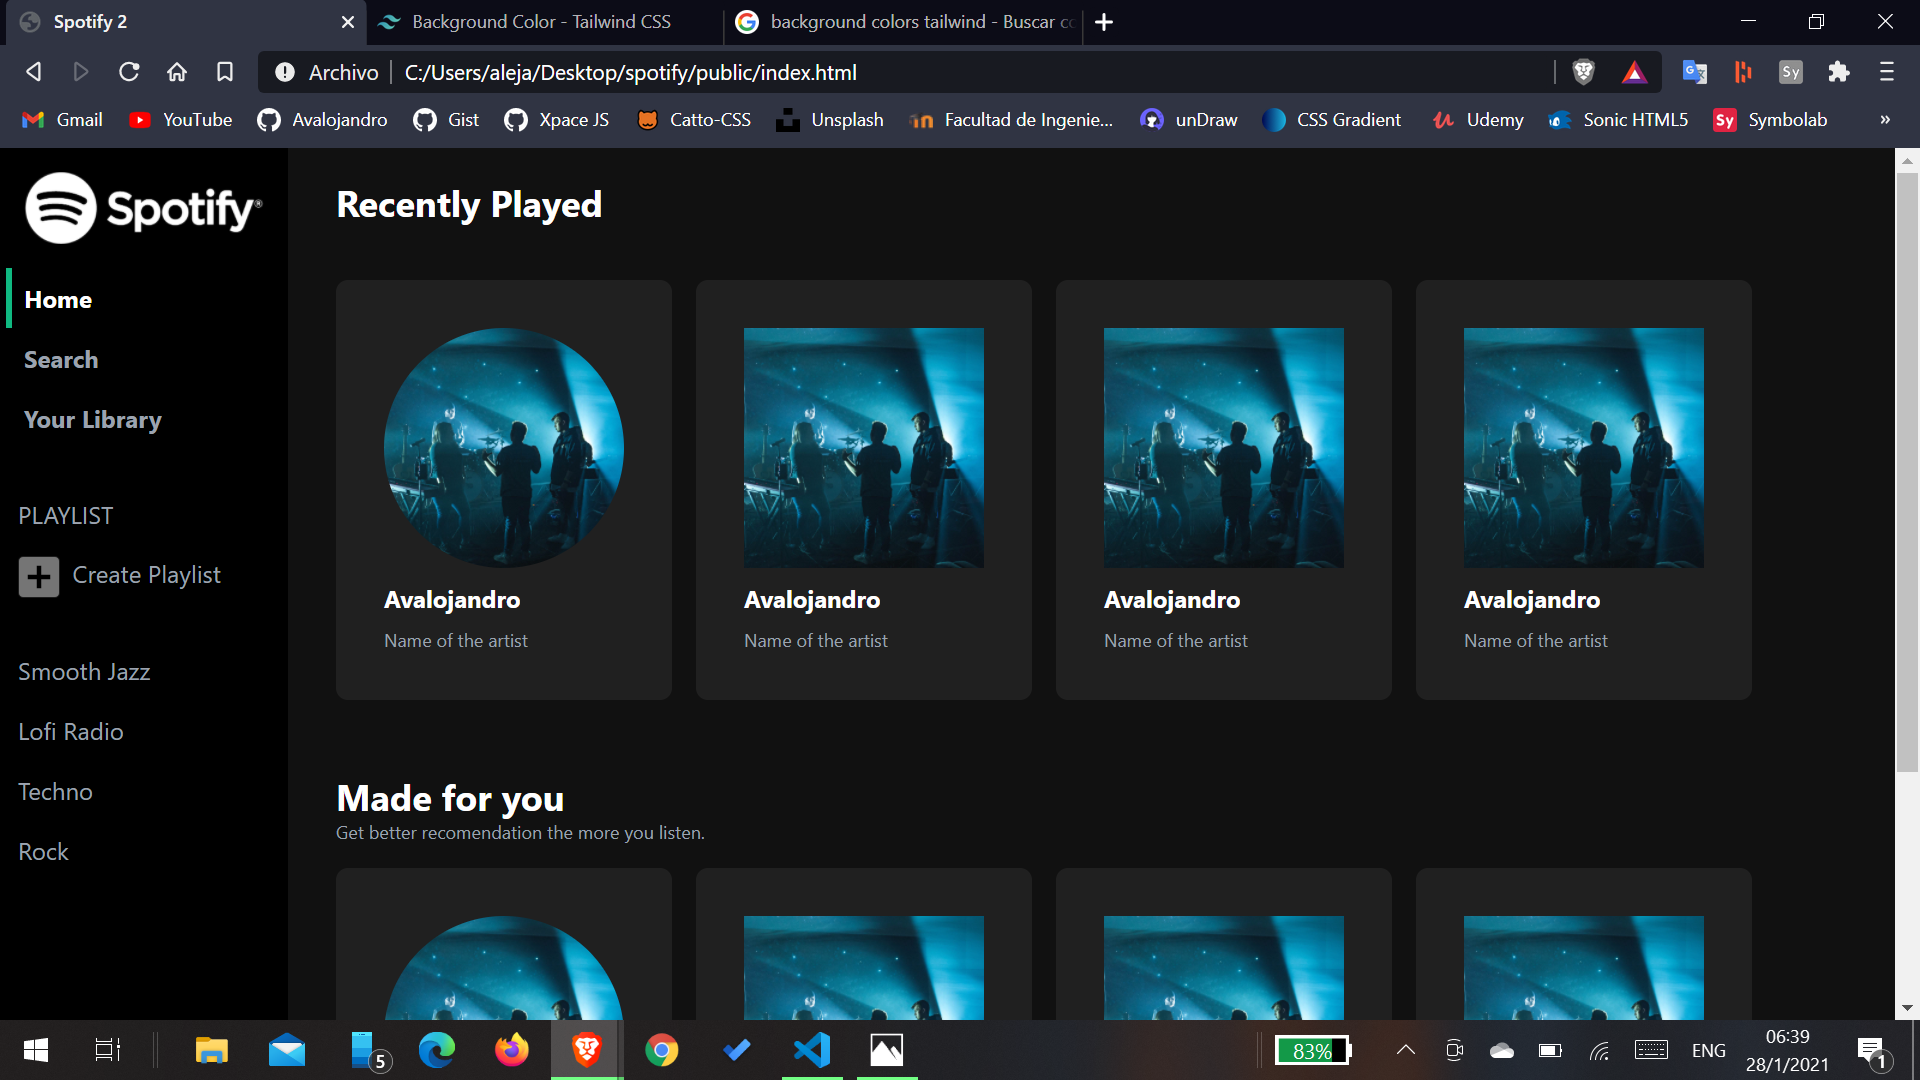 Spotify 2
Background Color - Tailwind CSS
background colors tailwind - Buscar co
Archivo
C:/Users/aleja/Desktop/spotify/public/index.html
Sy
Gmail
YouTube
Avalojandro
Gist
Xpace JS
Catto-CSS
Unsplash
Facultad de Ingenie...
unDraw
CSS Gradient
Udemy
Sonic HTML5
Sy
Symbolab
»
Spotify®
Home
Search
Your Library
PLAYLIST
Create Playlist
Smooth Jazz
Lofi Radio
Techno
Rock
Recently Played
Avalojandro
Name of the artist
Avalojandro
Name of the artist
Avalojandro
Name of the artist
Avalojandro
Name of the artist
Made for you
Get better recomendation the more you listen.
5
83%
ENG
06:39
28/1/2021
1